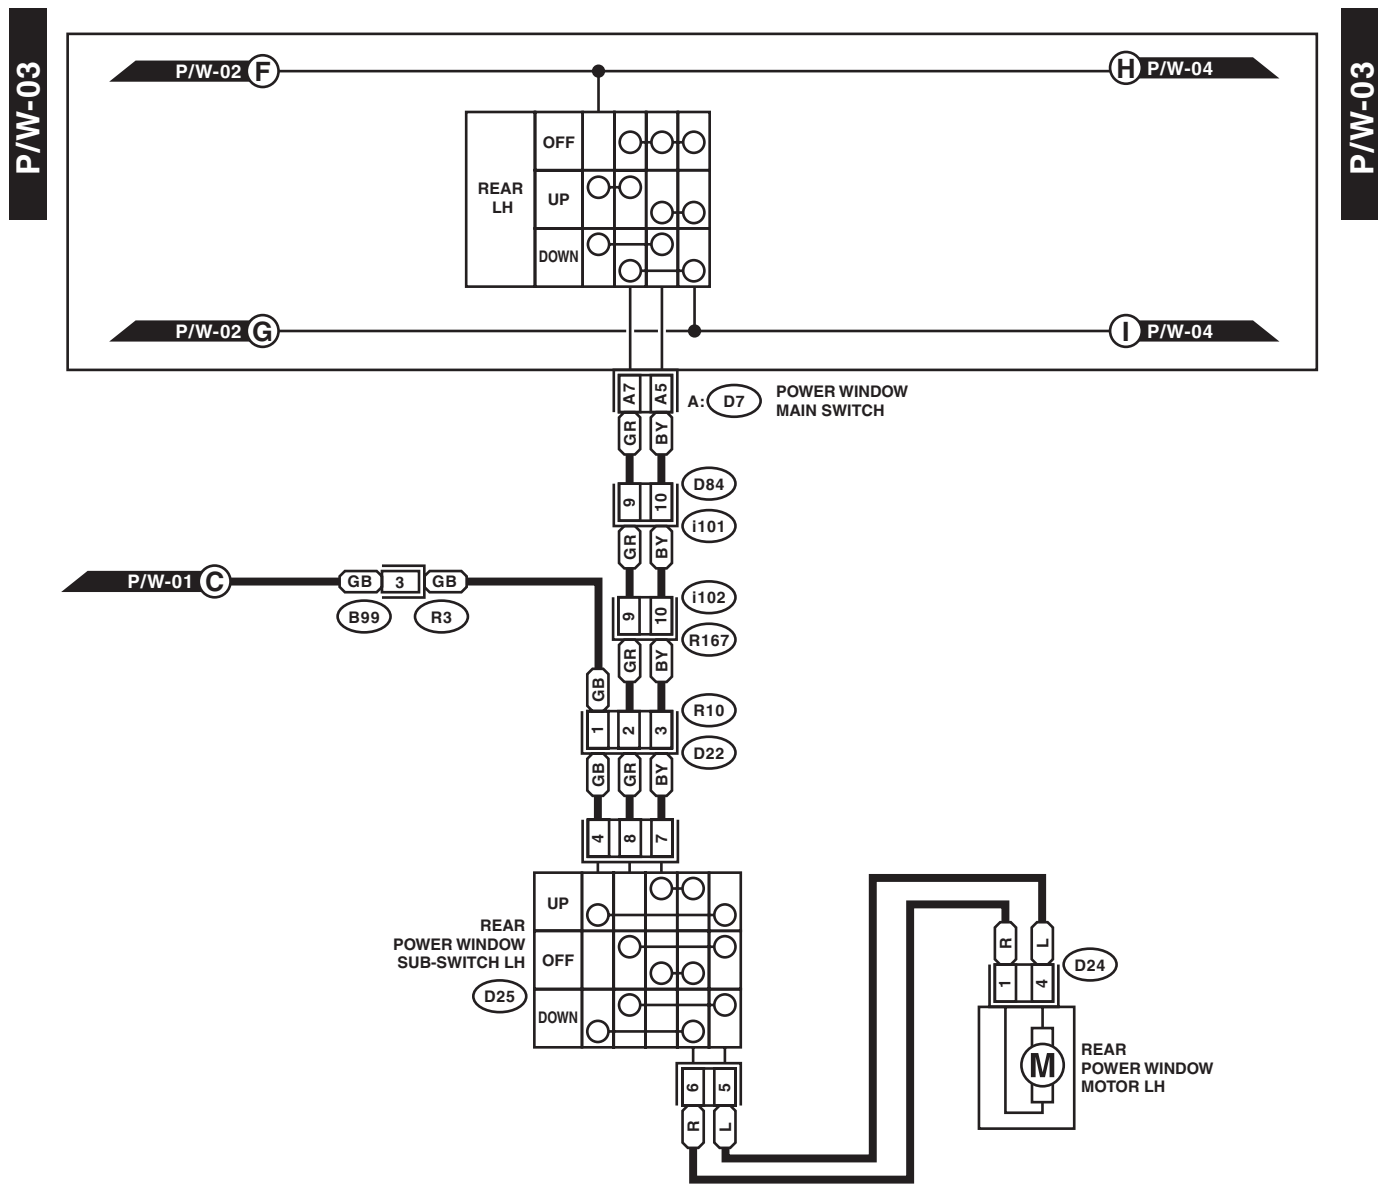 P/W-03
P/W-03
P/W-02 F
H P/W-04
REAR
LH
OFF
UP
DOWN
P/W-02 G
I P/W-04
A7 A5
A: D7
POWER WINDOW
MAIN SWITCH
GR BY
D84
9 10
i101
GR BY
P/W-01 C
GB 3 GB
B99 R3
i102
9 10
R167
GR BY
GB
R10
1 2 3
D22
GB GR BY
4 8 7
UP
OFF
DOWN
REAR
POWER WINDOW
SUB-SWITCH LH
D25
6 5
R L
R L
1 4
D24
M
REAR
POWER WINDOW
MOTOR LH